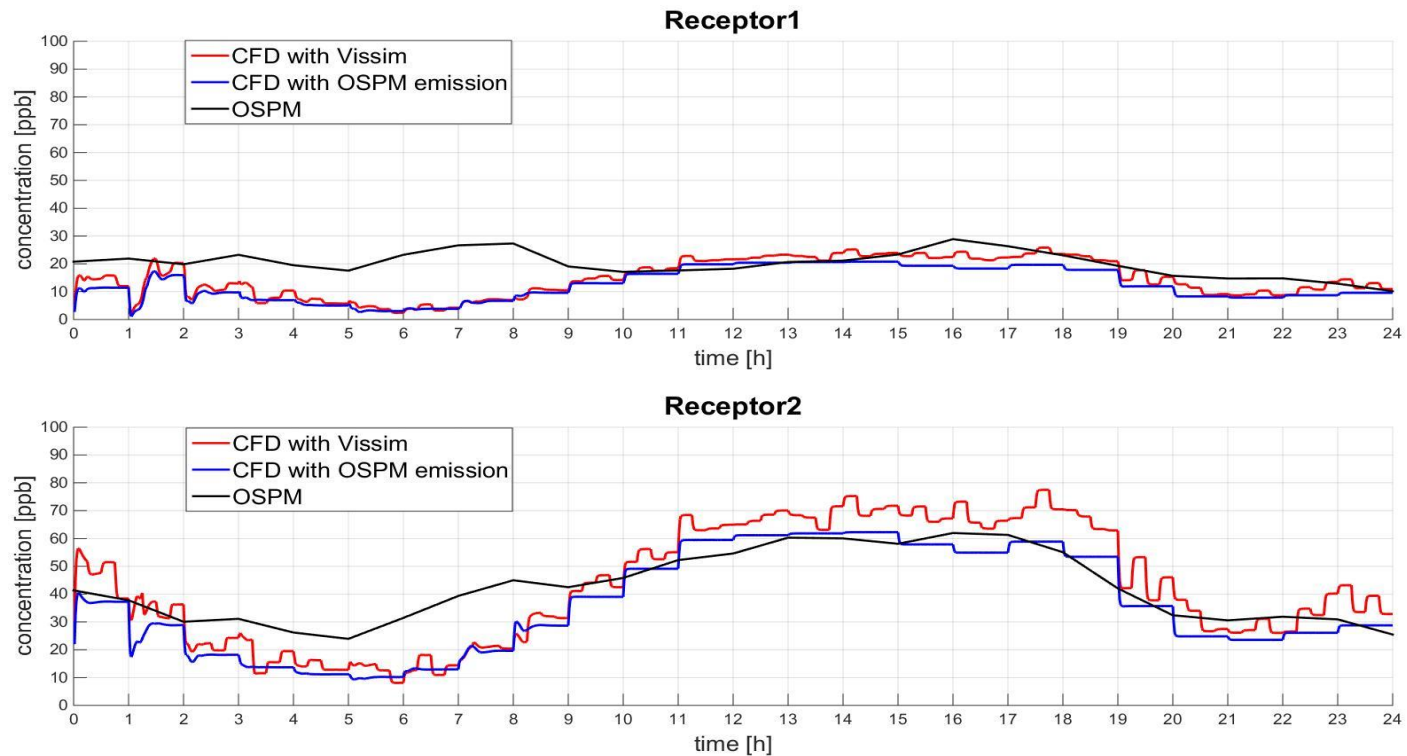 Receptor1
100
90
80
70
60
50
40
30
20
10
0
concentration [ppb]
CFD with Vissim
CFD with OSPM emission
OSPM
0 1 2 3 4 5 6 7 8 9 10 11 12 13 14 15 16 17 18 19 20 21 22 23 24
time [h]
Receptor2
100
90
80
70
60
50
40
30
20
10
0
concentration [ppb]
CFD with Vissim
CFD with OSPM emission
OSPM
0 1 2 3 4 5 6 7 8 9 10 11 12 13 14 15 16 17 18 19 20 21 22 23 24
time [h]